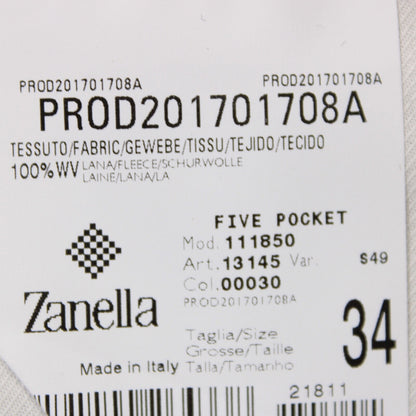 PROD201701708A PROD201701708A
PROD201701708A
TESSUTO/FABRIC/GEWEBE/TISSU/TEJIDO/TECIDO
100%WV LANA/FLEECE/SCHURWOLLE
LAINE/LANA/LA
FIVE POCKET
Mod. 111850
Art. 13145 Var. S49
Col. 00030
PROD201701708A
Zanella
Taglia/Size
Grosse/Taille
Talla/Tamanho
34
Made in Italy
21811